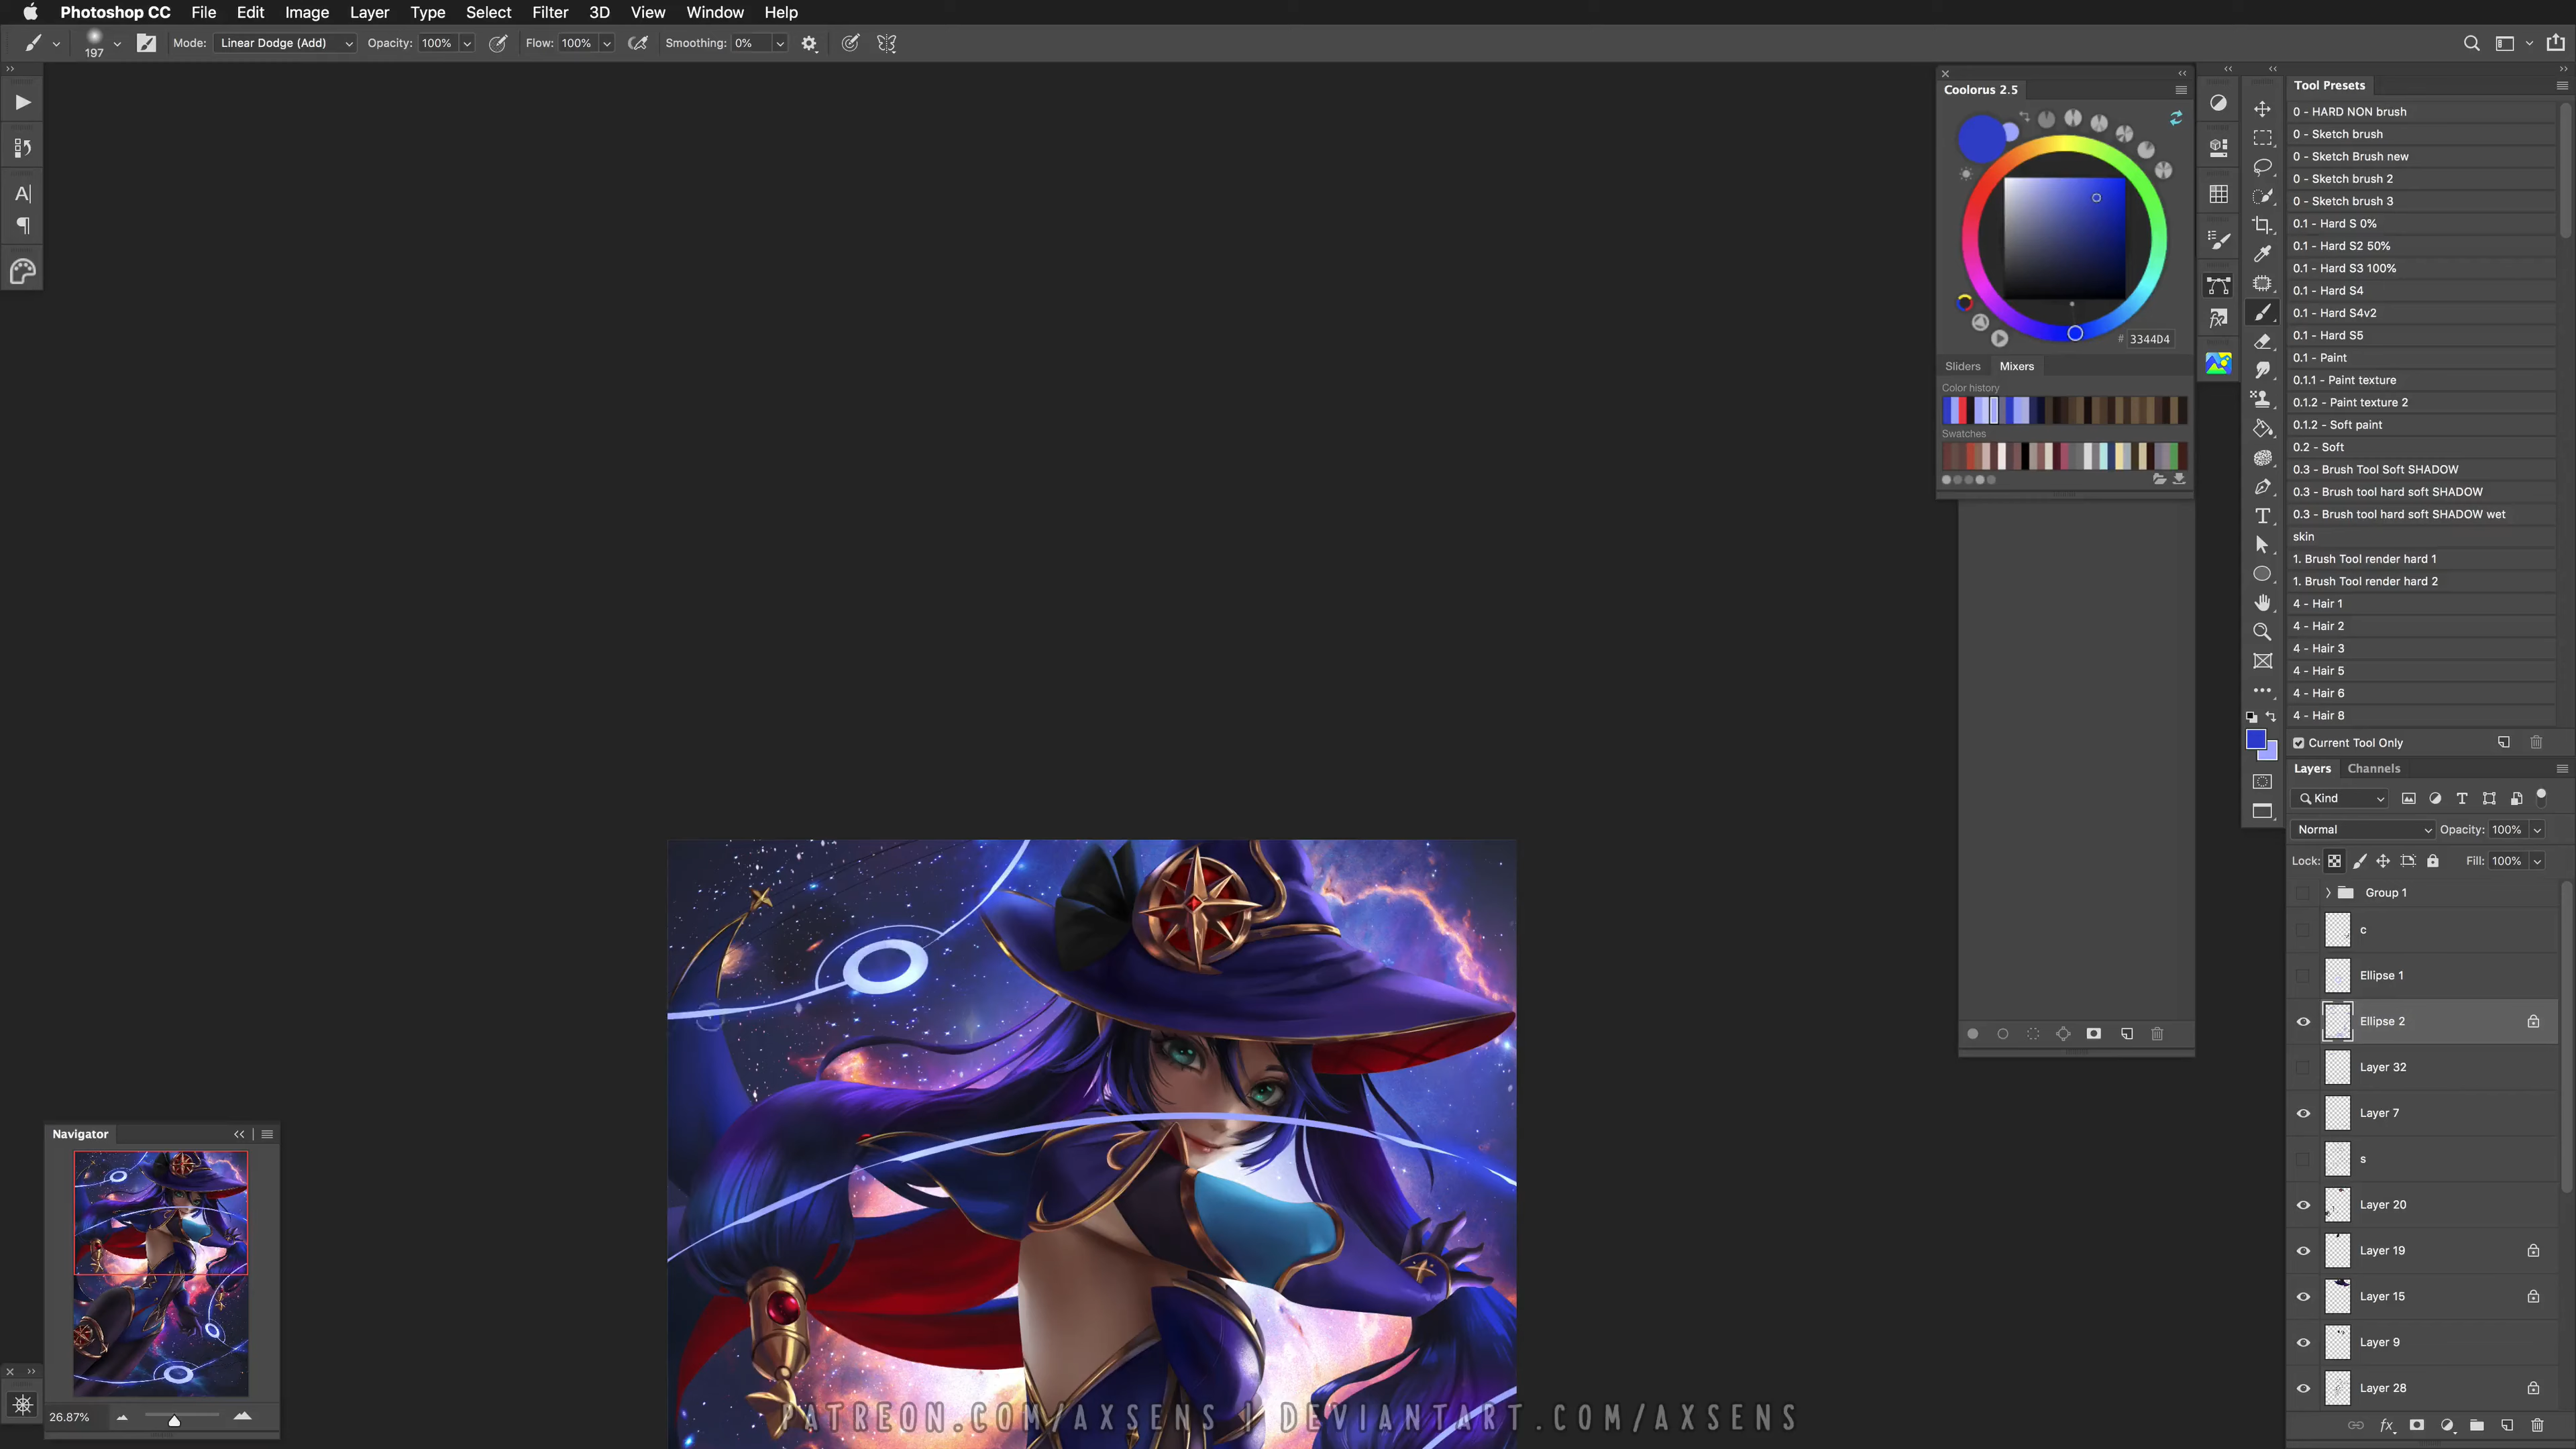 Photoshop CC File Edit Image Layer Type Select Filter 3D View Window Help
197 Mode: Linear Dodge (Add) Opacity: 100% Flow: 100% Smoothing: 0%
Coolorus 2.5
# 3344D4
Sliders Mixers
Color history
Swatches
Tool Presets
0 - HARD NON brush
0 - Sketch brush
0 - Sketch Brush new
0 - Sketch brush 2
0 - Sketch brush 3
0.1 - Hard S 0%
0.1 - Hard S2 50%
0.1 - Hard S3 100%
0.1 - Hard S4
0.1 - Hard S4v2
0.1 - Hard S5
0.1 - Paint
0.1.1 - Paint texture
0.1.2 - Paint texture 2
0.1.2 - Soft paint
0.2 - Soft
0.3 - Brush Tool Soft SHADOW
0.3 - Brush tool hard soft SHADOW
0.3 - Brush tool hard soft SHADOW wet
skin
1. Brush Tool render hard 1
1. Brush Tool render hard 2
4 - Hair 1
4 - Hair 2
4 - Hair 3
4 - Hair 5
4 - Hair 6
4 - Hair 8
Current Tool Only
Layers Channels
Kind
Normal Opacity: 100%
Lock: Fill: 100%
Group 1
c
Ellipse 1
Ellipse 2
Layer 32
Layer 7
s
Layer 20
Layer 19
Layer 15
Layer 9
Layer 28
Navigator
26.87%
PATREON.COM/AXSENS | DEVIANTART.COM/AXSENS